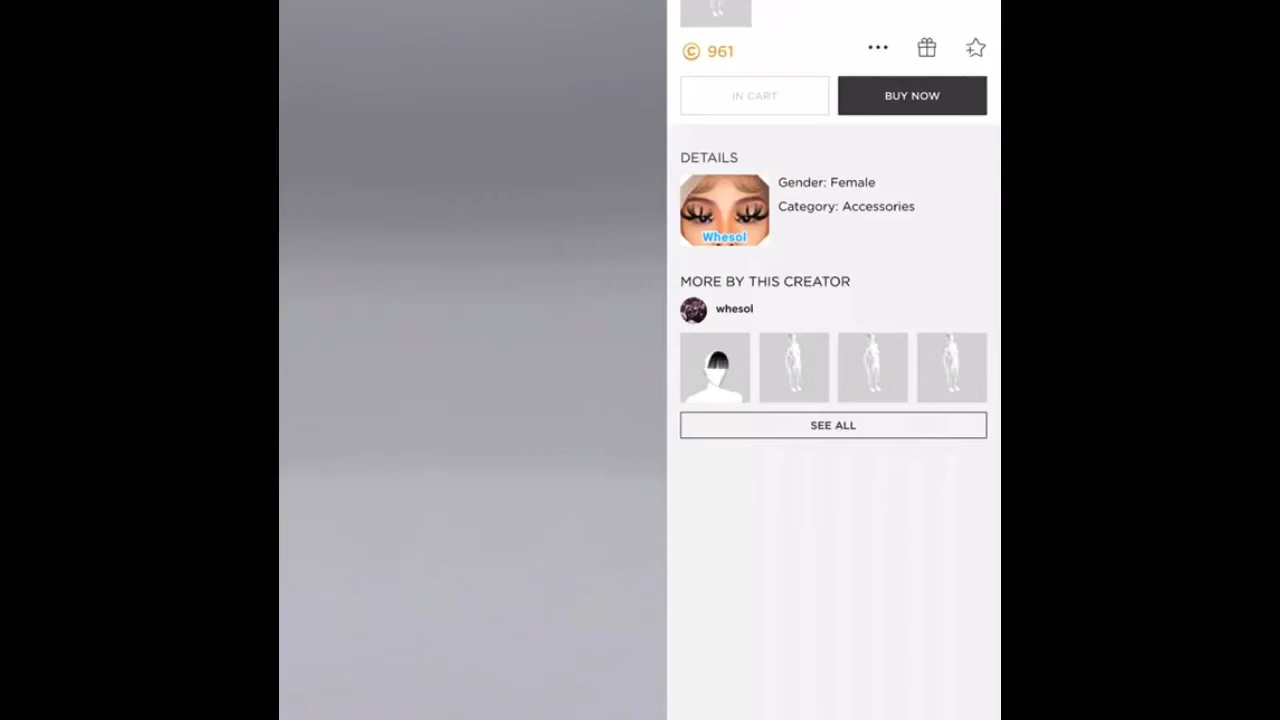 © 961
IN CART
BUY NOW
DETAILS
Gender: Female
Category: Accessories
Whesol
MORE BY THIS CREATOR
whesol
SEE ALL